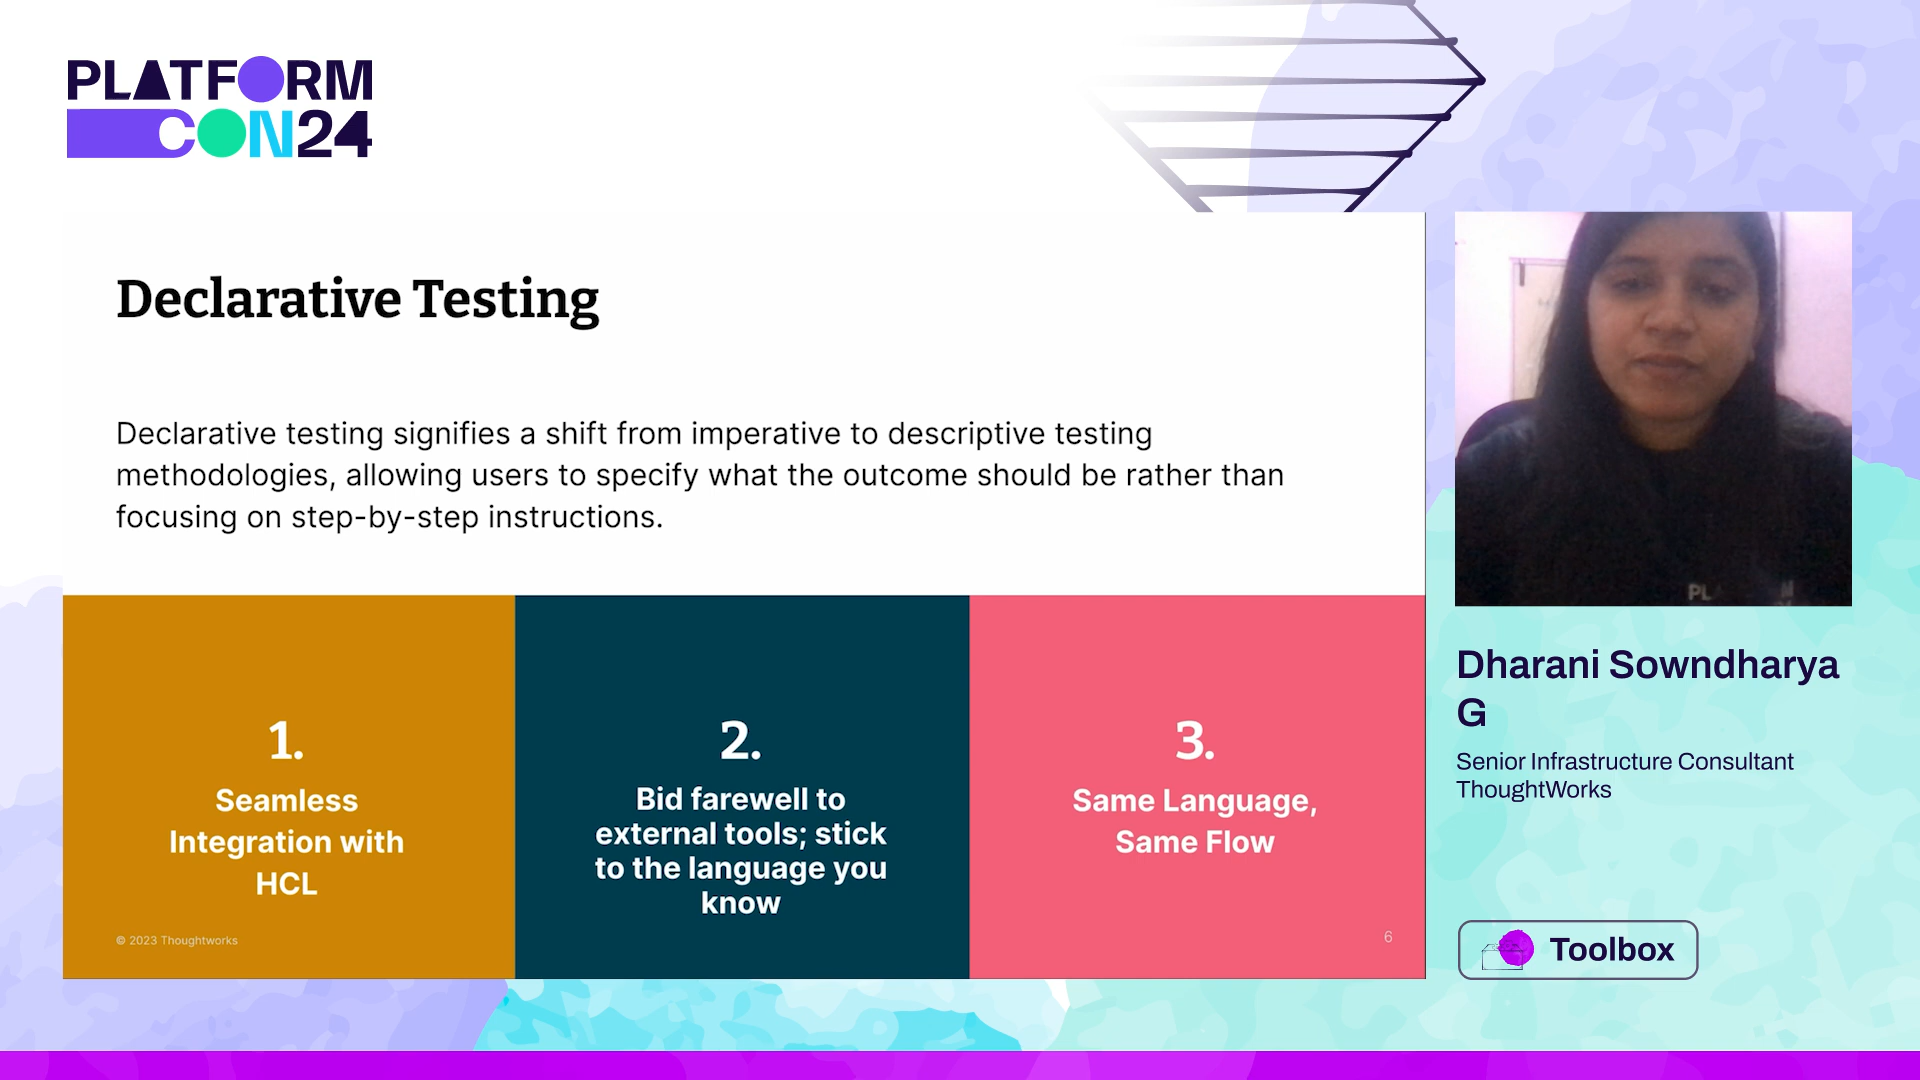 PLATFORM
CON24
Declarative Testing
Declarative testing signifies a shift from imperative to descriptive testing
methodologies, allowing users to specify what the outcome should be rather than
focusing on step-by-step instructions.
1.
Seamless
Integration with
HCL
2.
Bid farewell to
external tools; stick
to the language you
know
3.
Same Language,
Same Flow
© 2023 Thoughtworks
6
PL
Dharani Sowndharya
G
Senior Infrastructure Consultant
ThoughtWorks
Toolbox